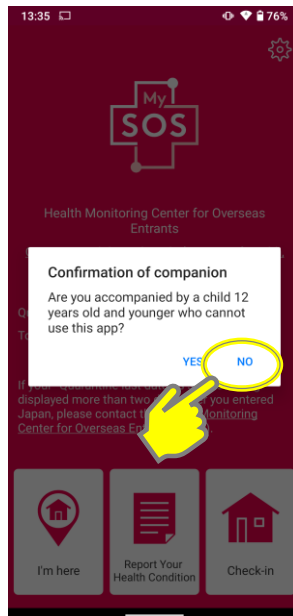 13:35
76%
My
SOS
Health Monitoring Center for Overseas
Entrants
Confirmation of companion
Are you accompanied by a child 12
years old and younger who cannot
use this app?
YES
NO
If your "Quarantine
displayed more than two you entered
Japan, please contact Monitoring
Center for Overseas
I'm here
Report Your
Health Condition
Check-in